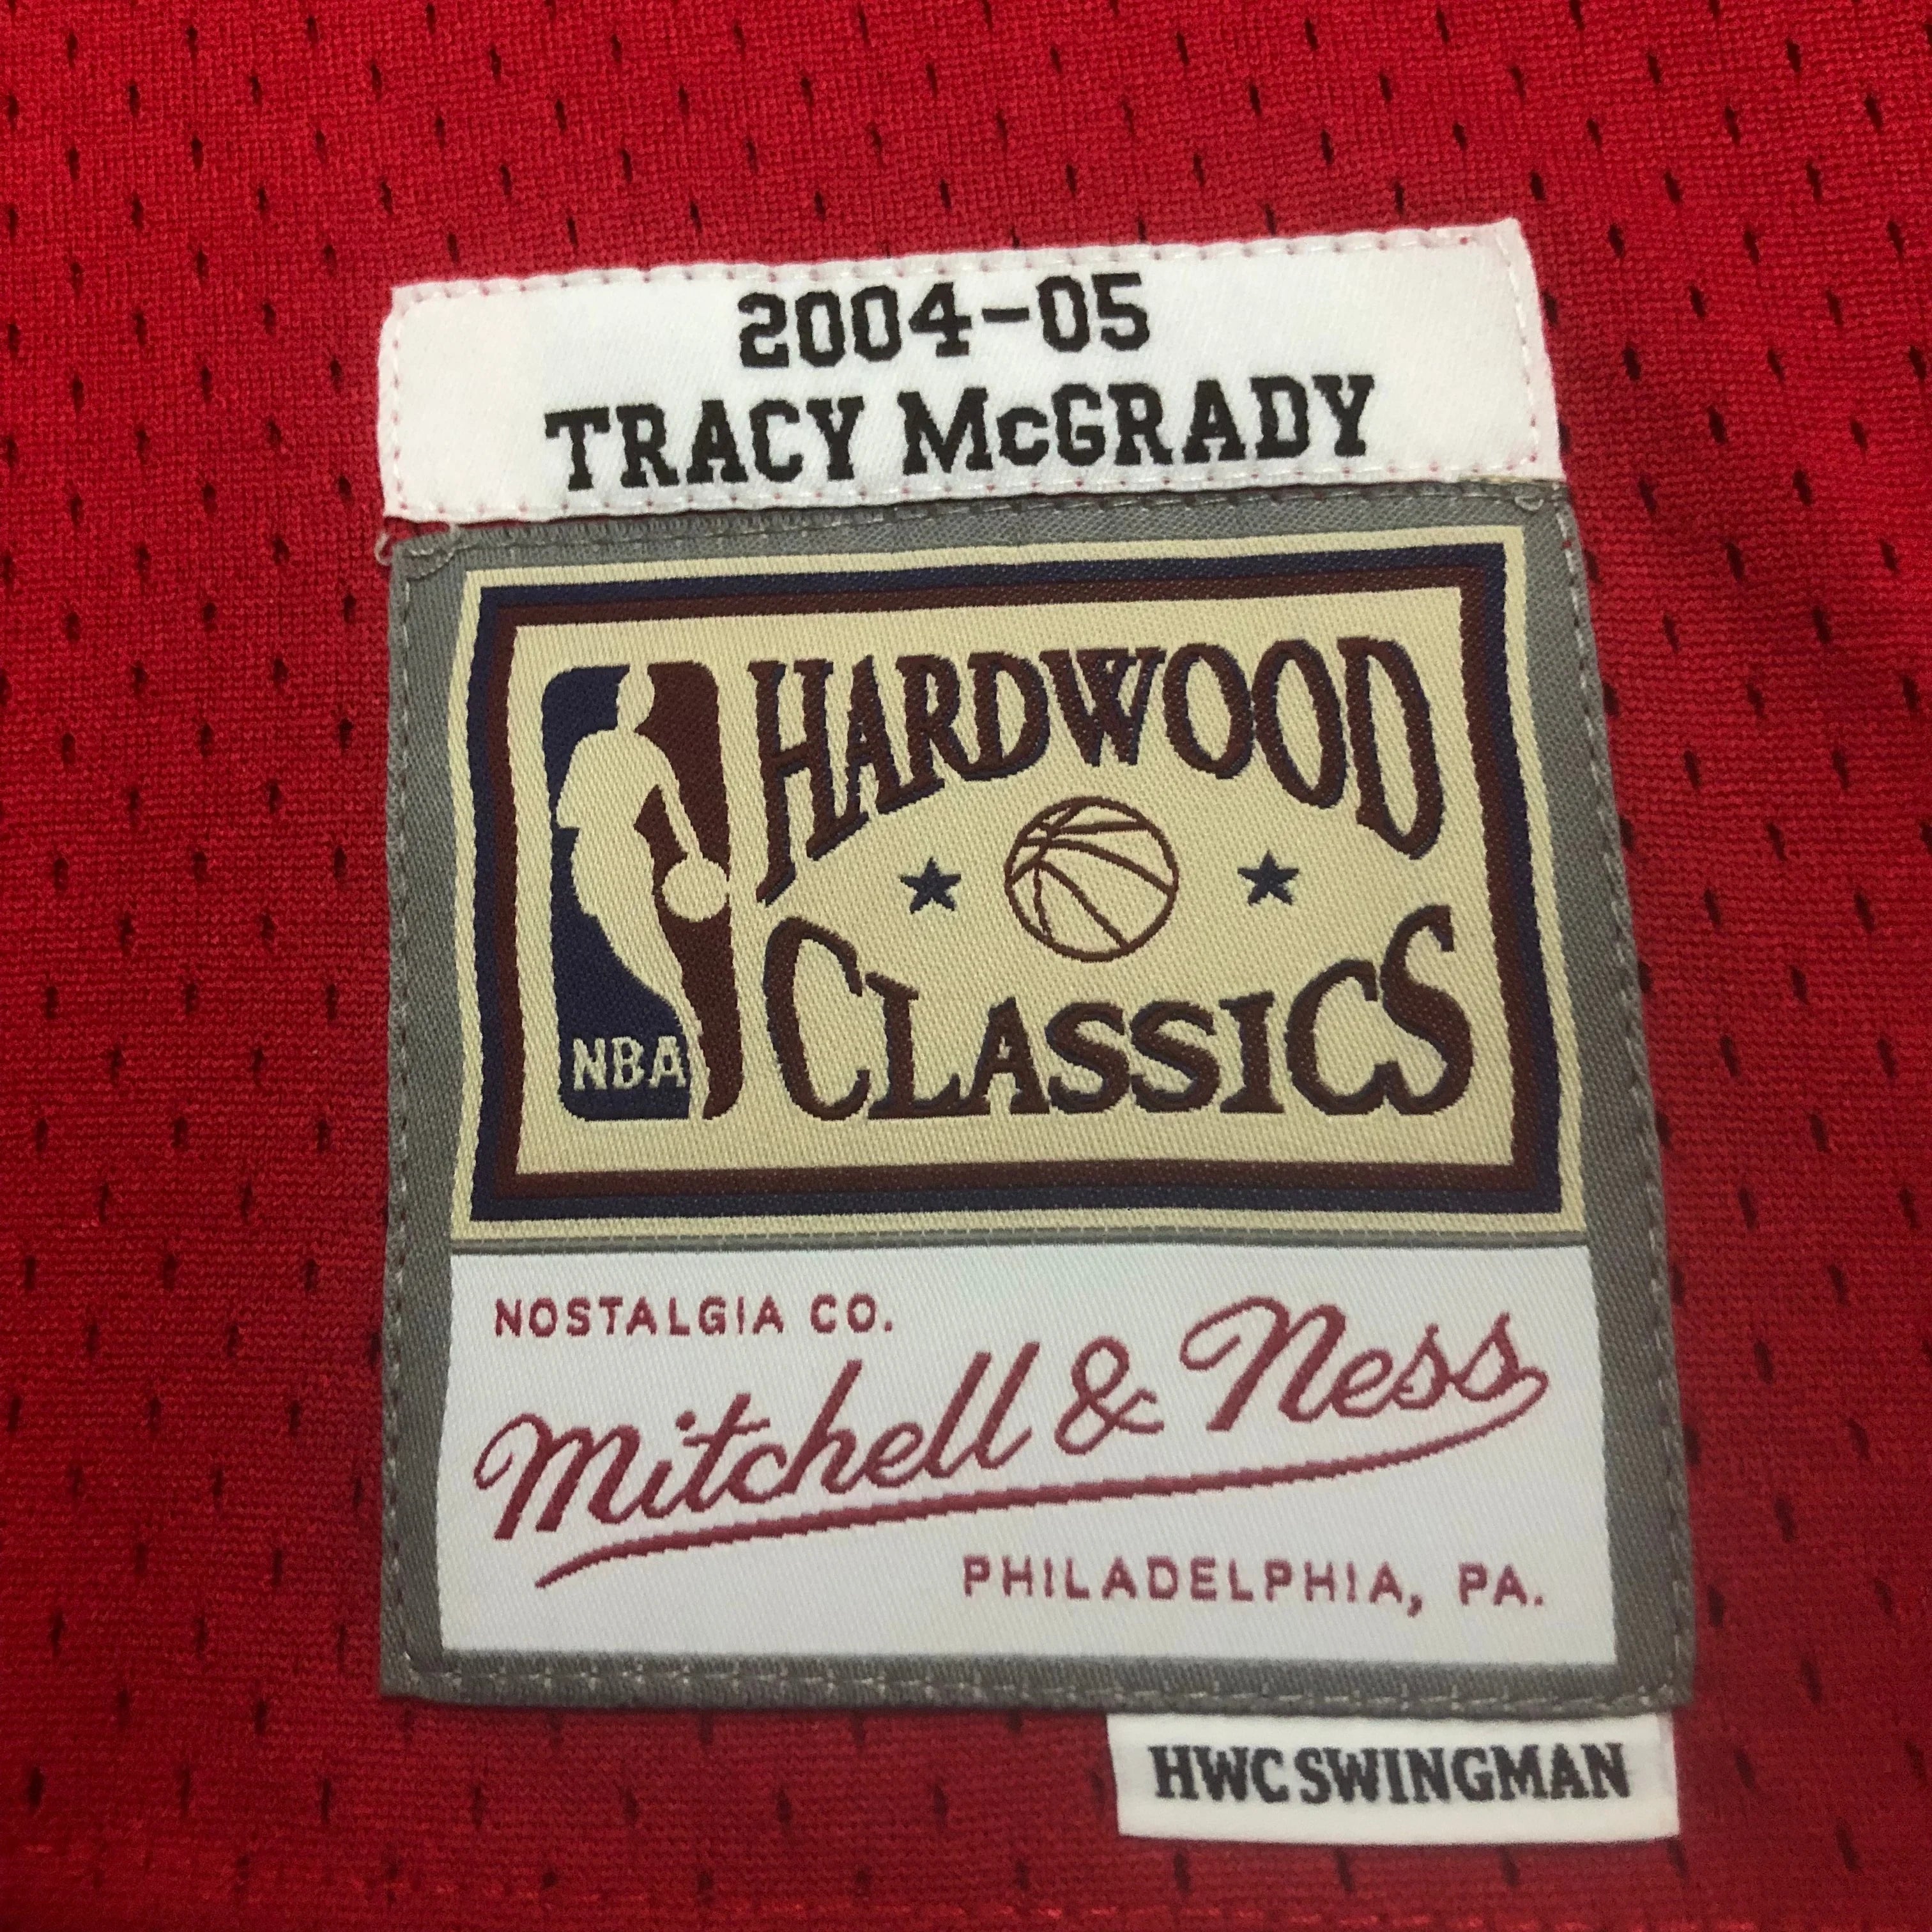 2004-05
TRACY McGRADY
HARDWOOD
CLASSICS
NBA
NOSTALGIA CO.
Mitchell & Ness
PHILADELPHIA, PA.
HWC SWINGMAN